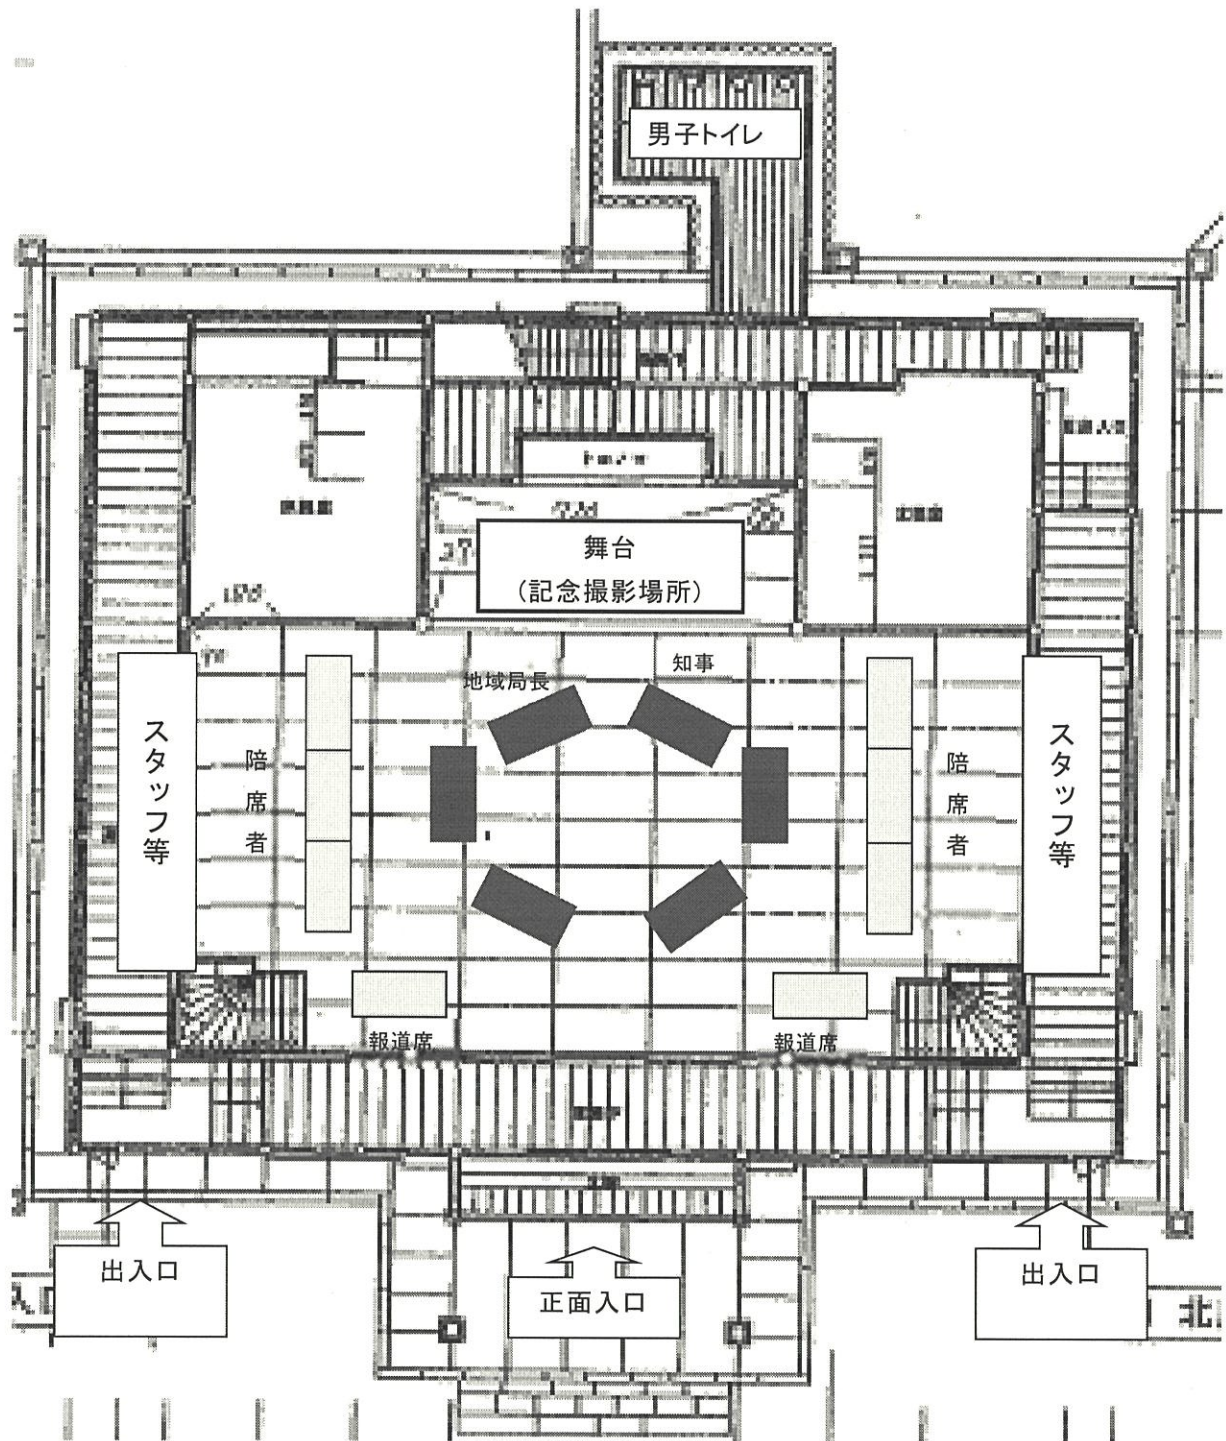 男子トイレ
舞台
（記念撮影場所）
地域局長
知事
スタッフ等
陪席者
陪席者
スタッフ等
報道席
報道席
出入口
正面入口
出入口
北